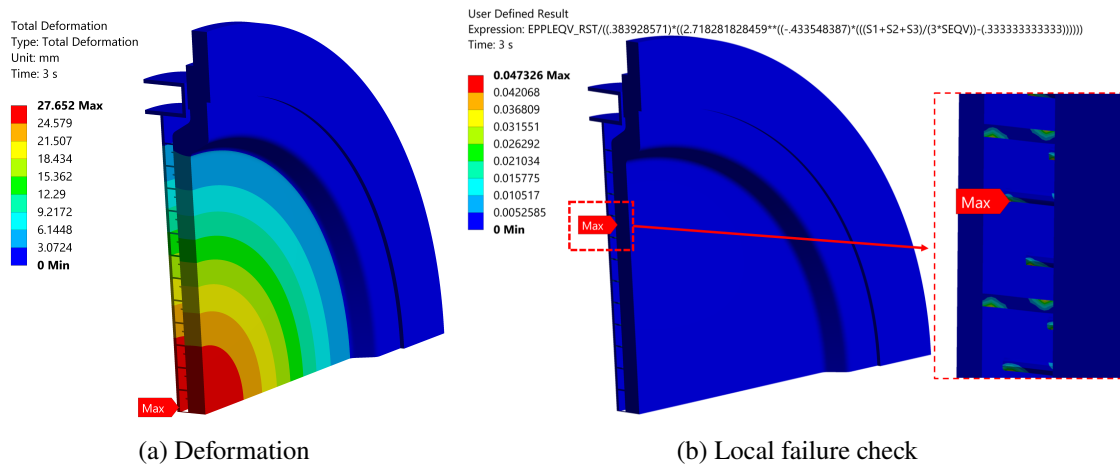 Total Deformation
Type: Total Deformation
Unit: mm
Time: 3 s
27.652 Max
24.579
21.507
18.434
15.362
12.29
9.2172
6.1448
3.0724
0 Min
Max
(a) Deformation
User Defined Result
Expression: EPPLEQV_RST/((.383928571)*((2.718281828459**((-.433548387)*(((S1+S2+S3)/(3*SEQV))-(.333333333333))))))
Time: 3 s
0.047326 Max
0.042068
0.036809
0.031551
0.026292
0.021034
0.015775
0.010517
0.0052585
0 Min
Max
Max
(b) Local failure check